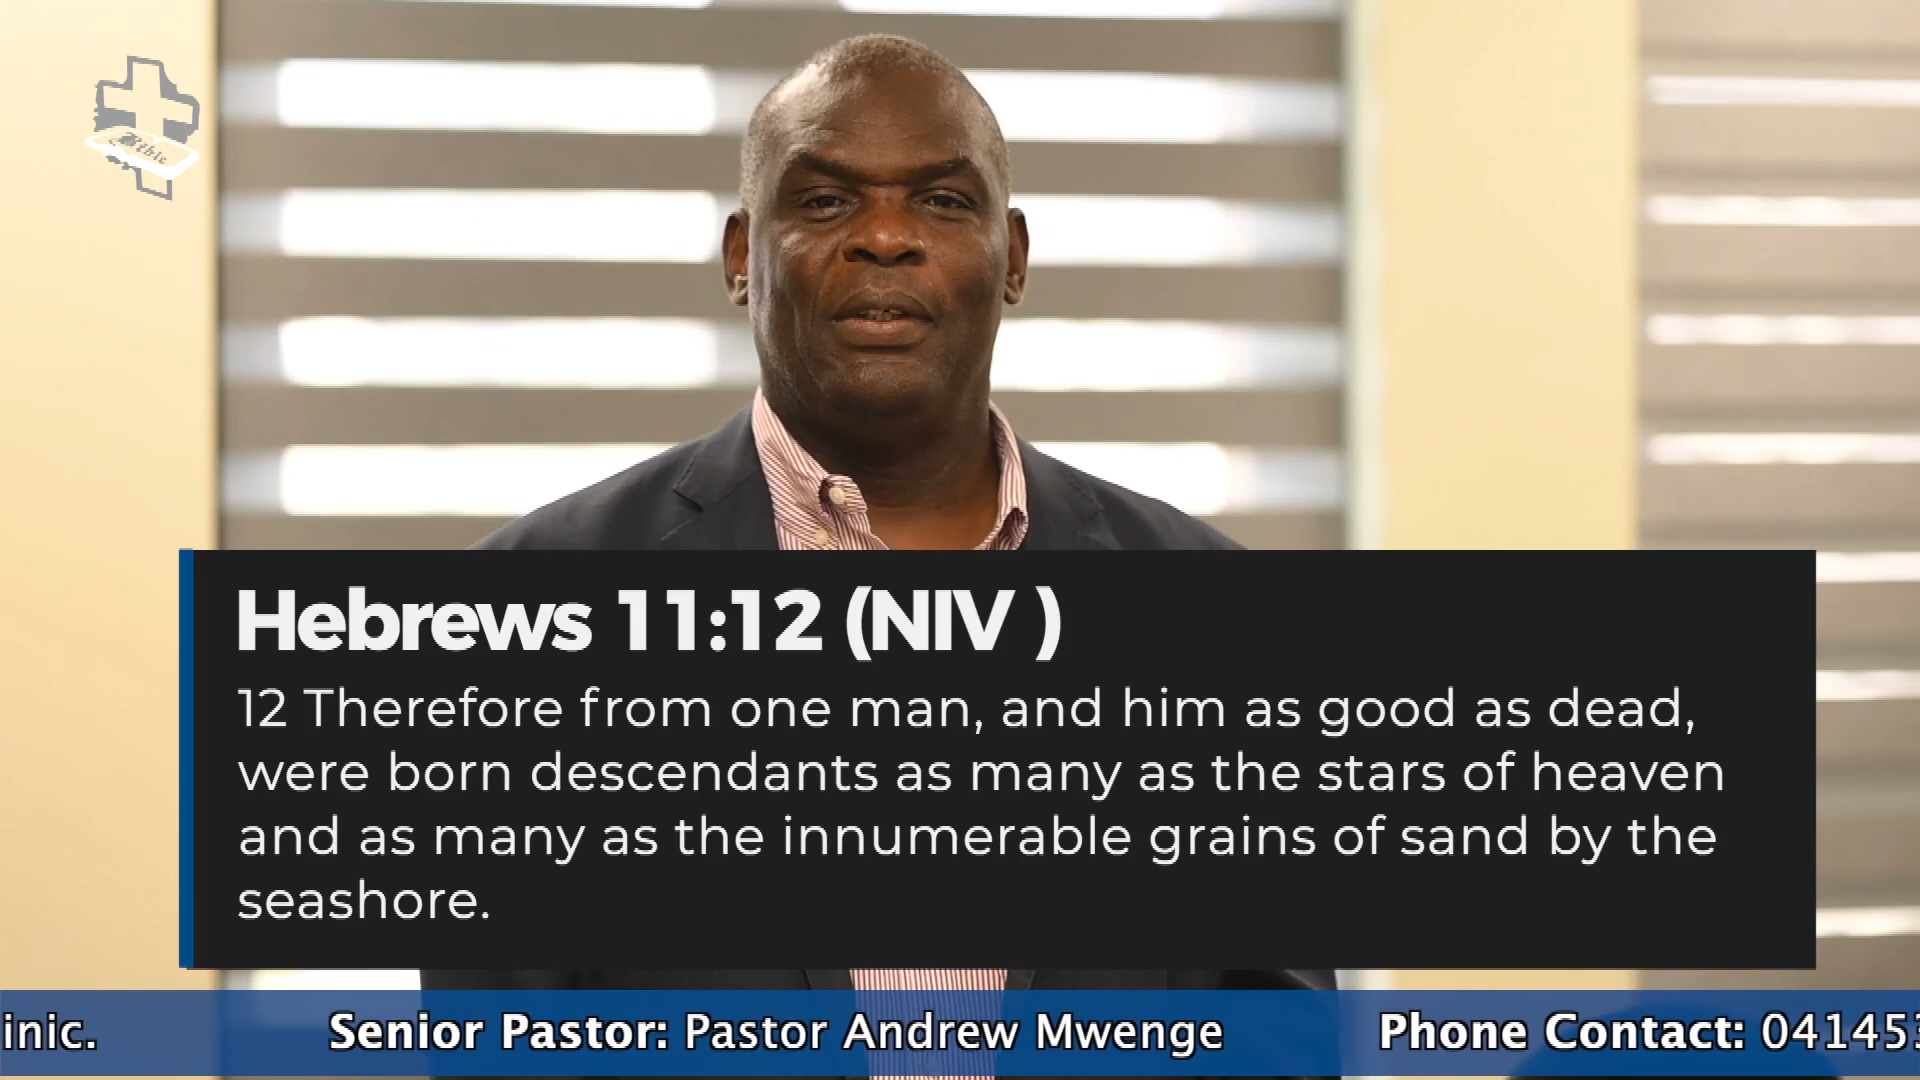 Bible
Hebrews 11:12 (NIV )
12 Therefore from one man, and him as good as dead,
were born descendants as many as the stars of heaven
and as many as the innumerable grains of sand by the
seashore.
inic. Senior Pastor: Pastor Andrew Mwenge Phone Contact: 041453